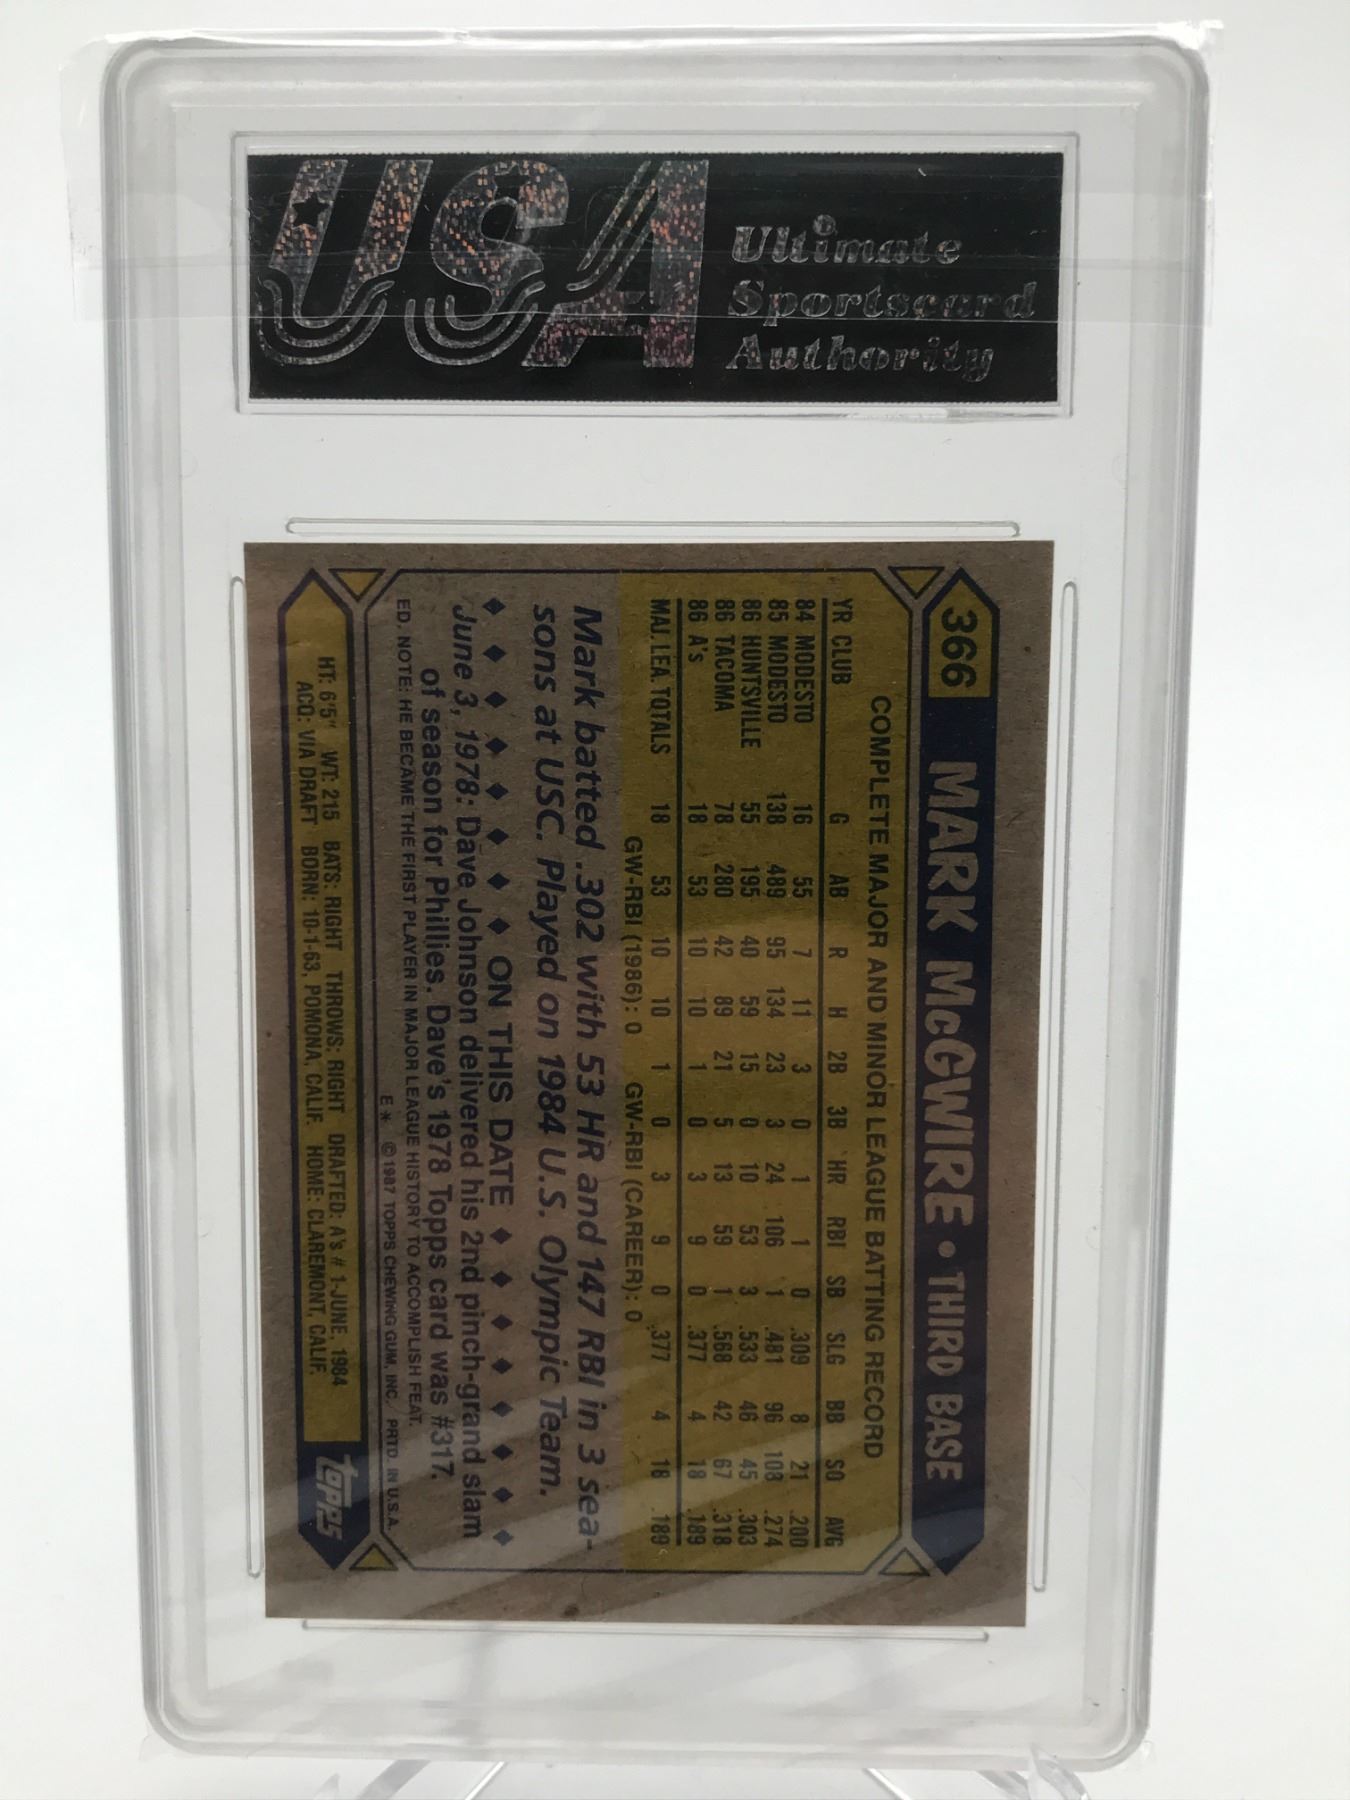 USA
Ultimate
Sportscard
Authority
366 MARK McGWIRE • THIRD BASE
COMPLETE MAJOR AND MINOR LEAGUE BATTING RECORD
YR CLUB G AB R H 2B 3B HR RBI SB SLG BB SO AVG
84 MODESTO 16 55 7 11 3 0 1 1 0 .309 8 21 .200
85 MODESTO 138 489 95 134 23 3 24 106 1 .481 96 108 .274
86 HUNTSVILLE 55 195 40 59 15 0 10 53 3 .533 46 45 .303
86 TACOMA 78 280 42 89 21 5 13 59 1 .568 42 67 .318
86 A's 18 53 10 10 1 0 3 9 0 .377 4 18 .189
MAJ. LEA. TOTALS 18 53 10 10 1 0 3 9 0 .377 4 18 .189
GW-RBI (1986): 0 GW-RBI (CAREER): 0
Mark batted .302 with 53 HR and 147 RBI in 3 sea-
sons at USC. Played on 1984 U.S. Olympic Team.
ON THIS DATE
June 3, 1978: Dave Johnson delivered his 2nd pinch-grand slam
of season for Phillies. Dave's 1978 Topps card was #317.
ED. NOTE: HE BECAME THE FIRST PLAYER IN MAJOR LEAGUE HISTORY TO ACCOMPLISH FEAT.
E* © 1987 TOPPS CHEWING GUM, INC. PRTD. IN U.S.A.
HT: 6'5" WT: 215 BATS: RIGHT THROWS: RIGHT DRAFTED: A's #1-JUNE, 1984
ACQ: VIA DRAFT BORN: 10-1-63, POMONA, CALIF. HOME: CLAREMONT, CALIF.
topps